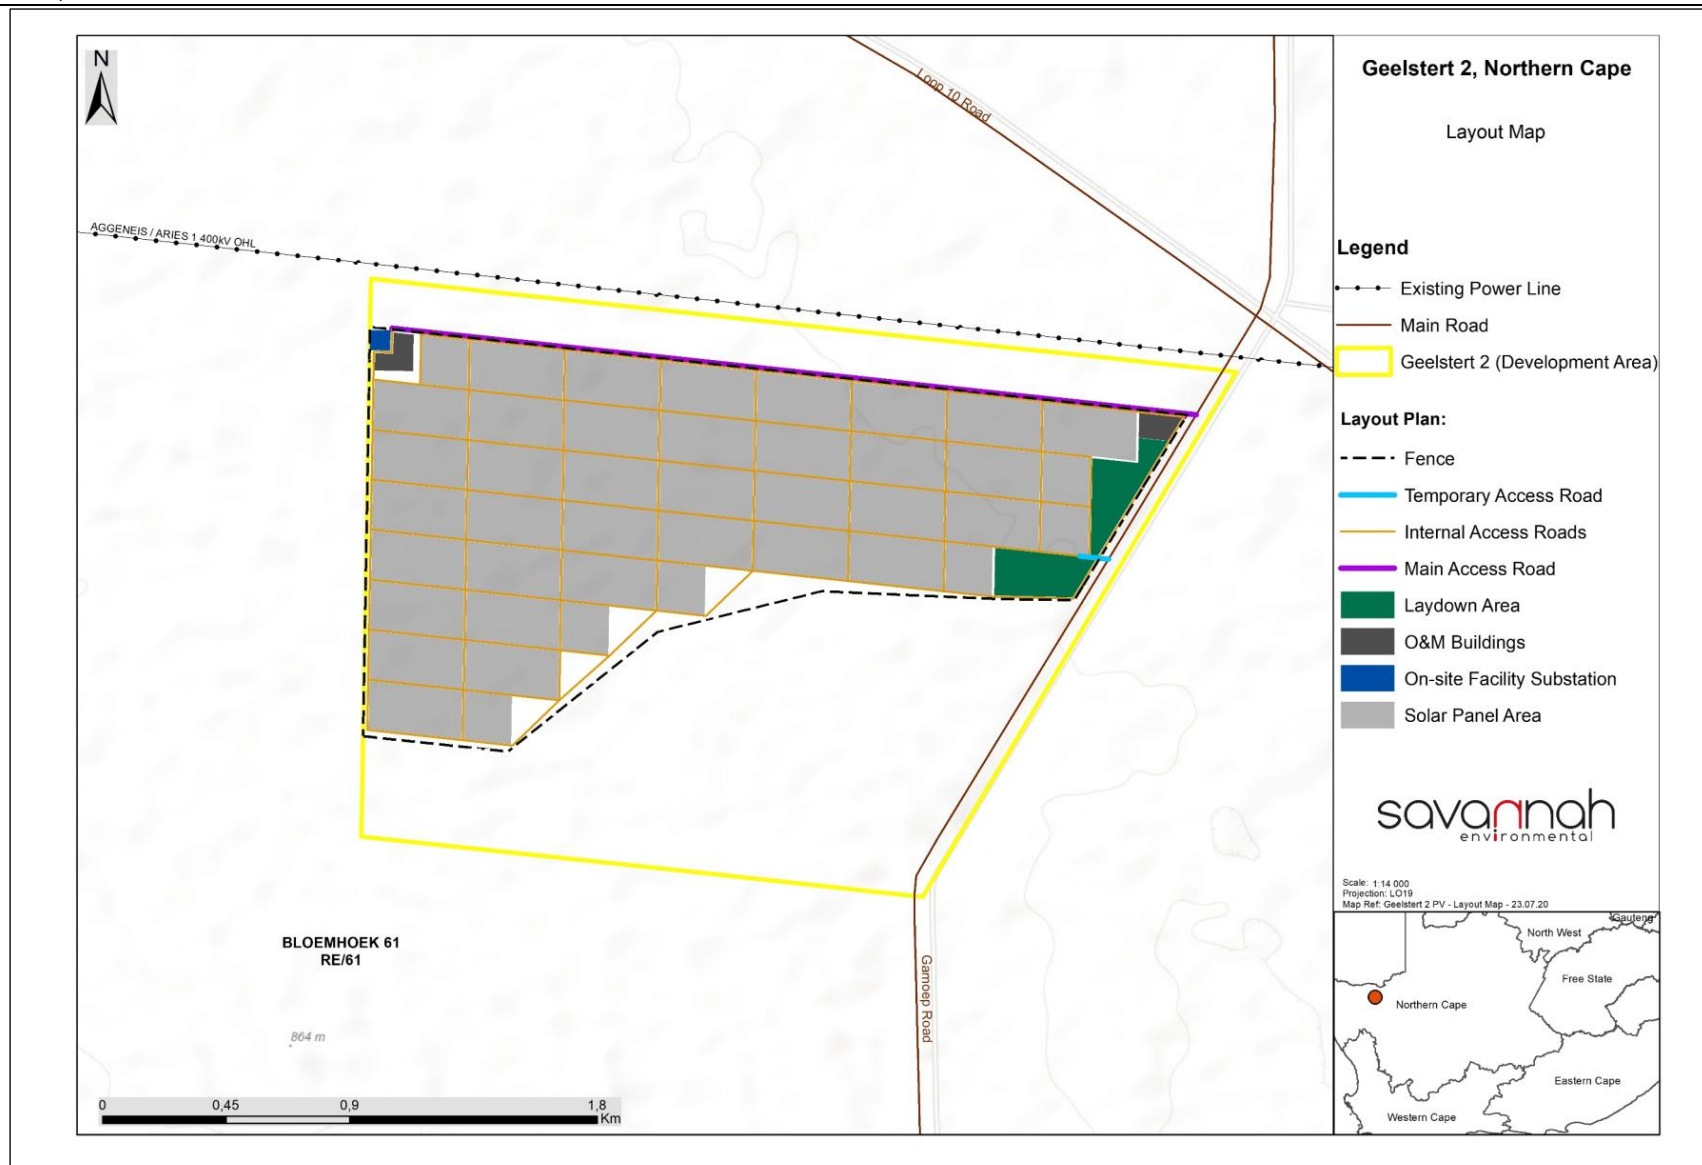 N
Loop 10 Road
AGGENEIS / ARIES 1 400kV OHL
BLOEMHOEK 61
RE/61
864 m
Gamoep Road
0 0,45 0,9 1,8
Km
Geelstert 2, Northern Cape
Layout Map
Legend
Existing Power Line
Main Road
Geelstert 2 (Development Area)
Layout Plan:
Fence
Temporary Access Road
Internal Access Roads
Main Access Road
Laydown Area
O&M Buildings
On-site Facility Substation
Solar Panel Area
savannah
environmental
Scale: 1:14 000
Projection: LO19
Map Ref: Geelstert 2 PV - Layout Map - 23.07.20
Gauteng
North West
Free State
Northern Cape
Eastern Cape
Western Cape